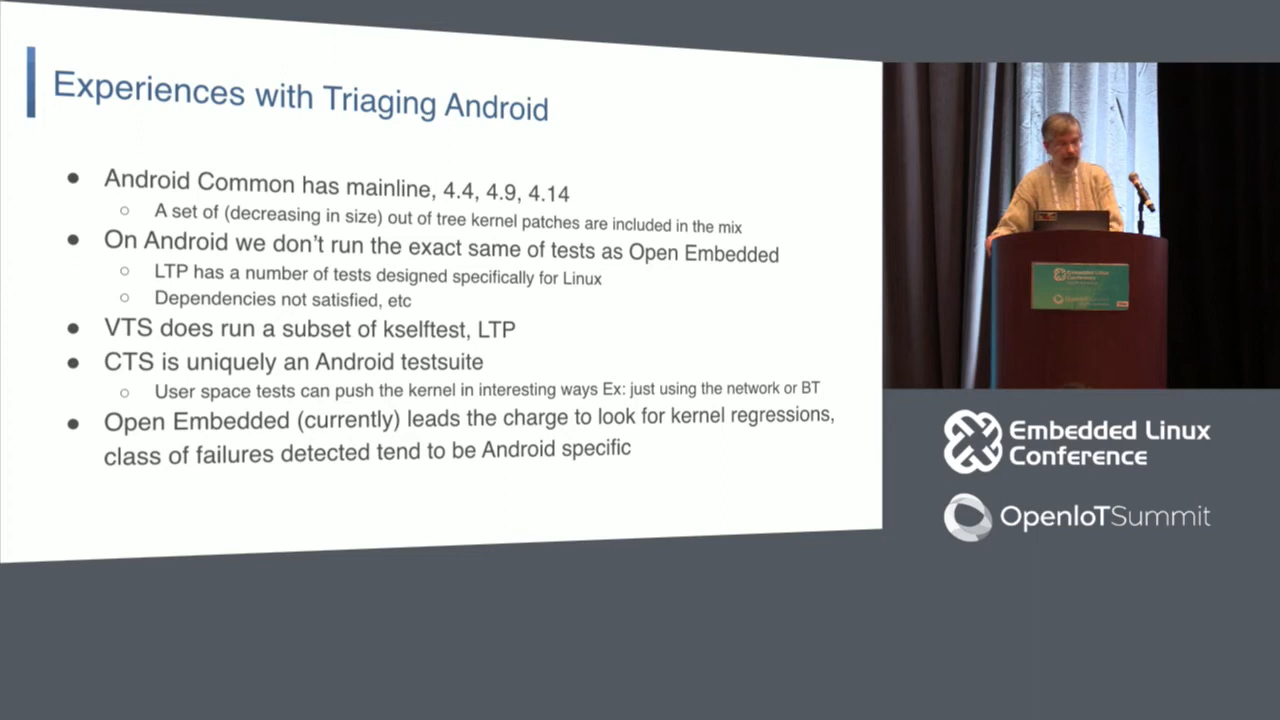 Experiences with Triaging Android
● Android Common has mainline, 4.4, 4.9, 4.14
○ A set of (decreasing in size) out of tree kernel patches are included in the mix
● On Android we don't run the exact same of tests as Open Embedded
○ LTP has a number of tests designed specifically for Linux
○ Dependencies not satisfied, etc
● VTS does run a subset of kselftest, LTP
● CTS is uniquely an Android testsuite
○ User space tests can push the kernel in interesting ways Ex: just using the network or BT
● Open Embedded (currently) leads the charge to look for kernel regressions,
class of failures detected tend to be Android specific
Embedded Linux
Conference
Embedded Linux
Conference
OpenIoTSummit